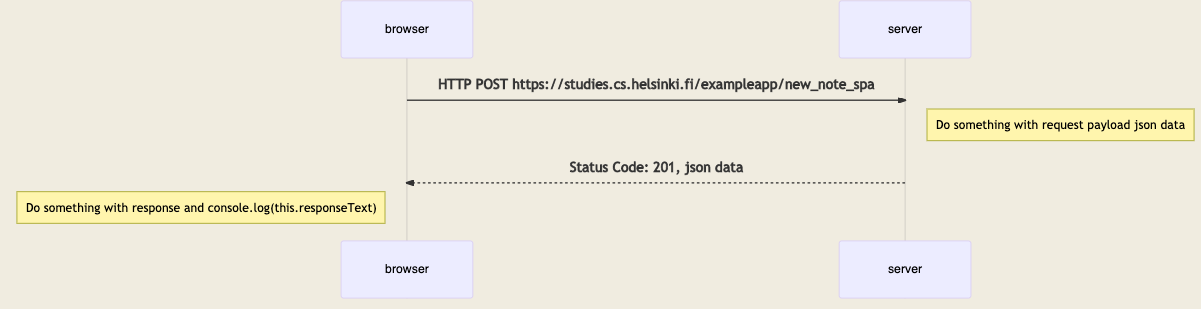 browser
server
HTTP POST https://studies.cs.helsinki.fi/exampleapp/new_note_spa
Do something with request payload json data
Status Code: 201, json data
Do something with response and console.log(this.responseText)
browser
server